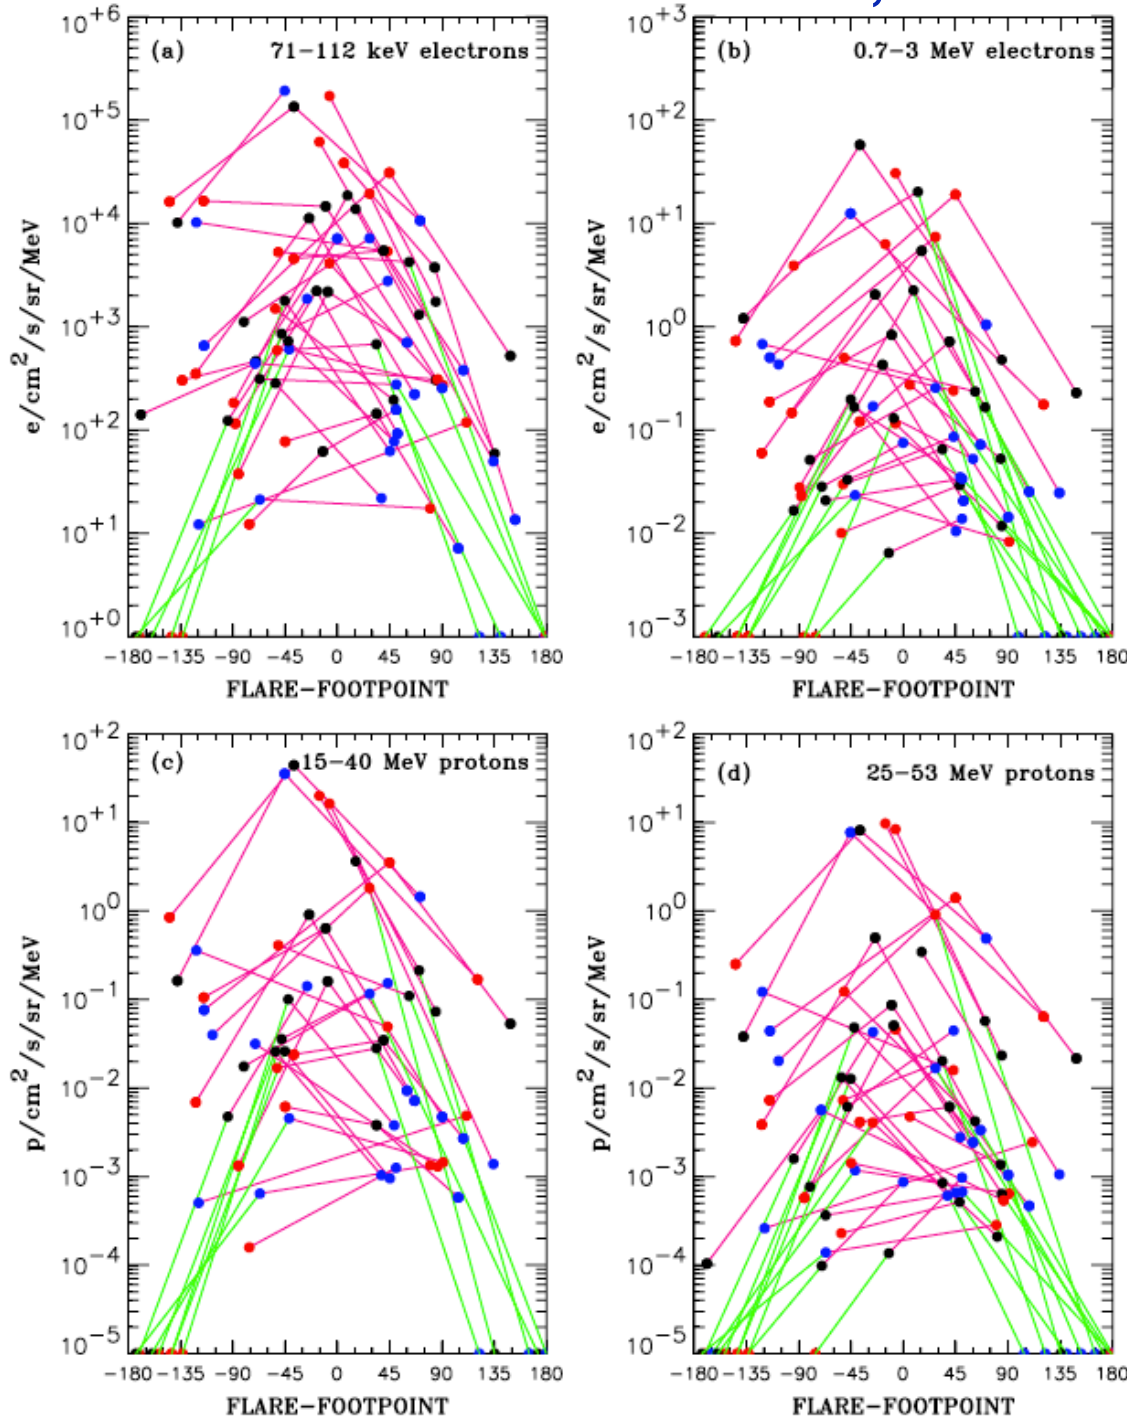 (a) 71−112 keV electrons
10+6
10+5
10+4
10+3
10+2
10+1
10+0
e/cm2/s/sr/MeV
−180 −135 −90 −45 0 45 90 135 180
FLARE−FOOTPOINT
(b) 0.7−3 MeV electrons
10+3
10+2
10+1
100
10−1
10−2
10−3
e/cm2/s/sr/MeV
−180 −135 −90 −45 0 45 90 135 180
FLARE−FOOTPOINT
(c) 15−40 MeV protons
10+2
10+1
100
10−1
10−2
10−3
10−4
10−5
p/cm2/s/sr/MeV
−180 −135 −90 −45 0 45 90 135 180
FLARE−FOOTPOINT
(d) 25−53 MeV protons
10+2
10+1
100
10−1
10−2
10−3
10−4
10−5
p/cm2/s/sr/MeV
−180 −135 −90 −45 0 45 90 135 180
FLARE−FOOTPOINT